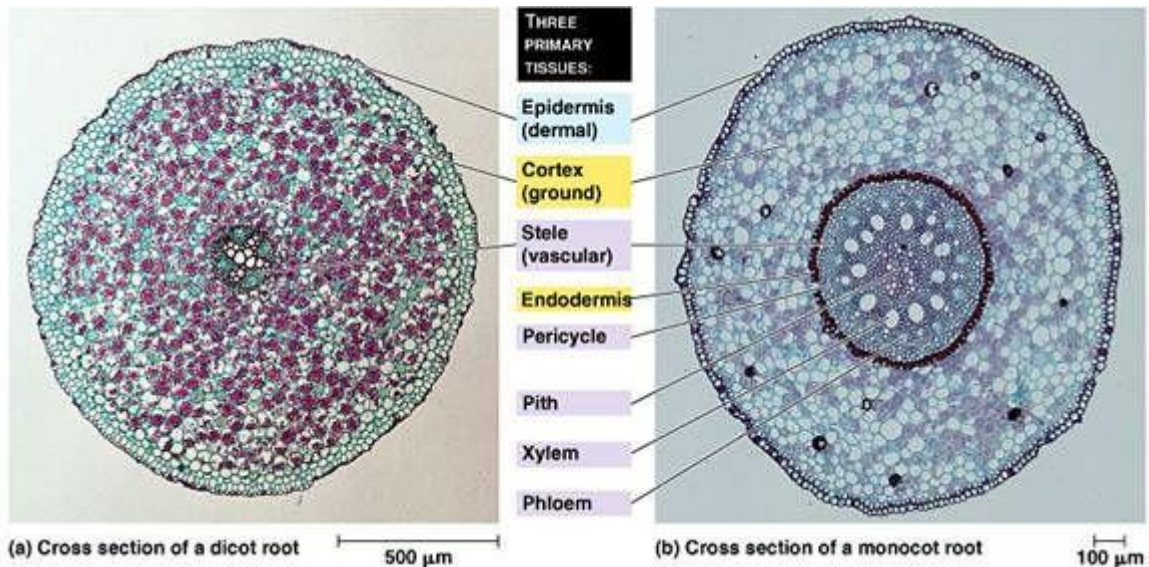 THREE
PRIMARY
TISSUES:
Epidermis
(dermal)
Cortex
(ground)
Stele
(vascular)
Endodermis
Pericycle
Pith
Xylem
Phloem
(a) Cross section of a dicot root
500 μm
(b) Cross section of a monocot root
100 μm